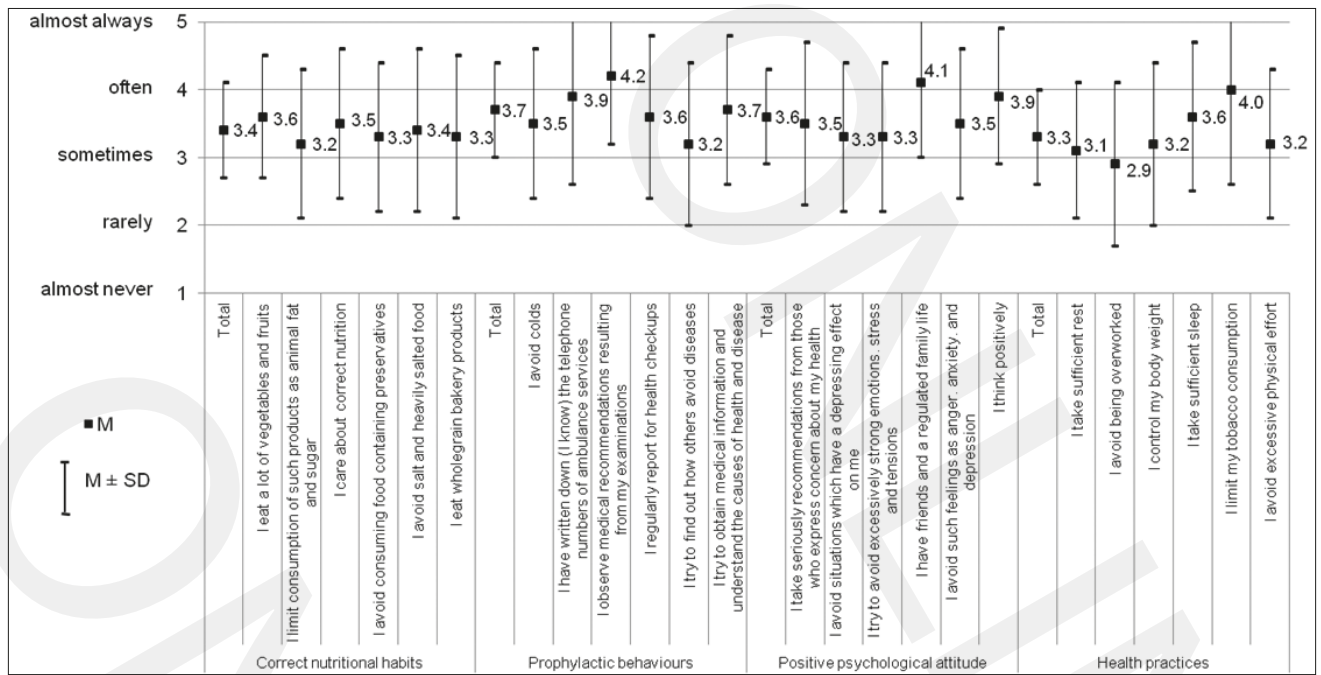 almost always 5
often 4
sometimes 3
rarely 2
almost never 1
3.4
3.6
3.2
3.5
3.3
3.4
3.3
3.7
3.5
3.9
4.2
3.6
3.2
3.7
3.6
3.5
3.3
3.3
4.1
3.5
3.9
3.3
3.1
2.9
3.2
3.6
4.0
3.2
M
M ± SD
Total
I eat a lot of vegetables and fruits
I limit consumption of such products as animal fat
and sugar
I care about correct nutrition
I avoid consuming food containing preservatives
I avoid salt and heavily salted food
I eat wholegrain bakery products
Total
I avoid colds
I have written down (I know) the telephone
numbers of ambulance services
I observe medical recommendations resulting
from my examinations
I regularly report for health checkups
I try to find out how others avoid diseases
I try to obtain medical information and
understand the causes of health and disease
Total
I take seriously recommendations from those
who express concern about my health
I avoid situations which have a depressing effect
on me
I try to avoid excessively strong emotions. stress
and tensions
I have friends and a regulated family life
I avoid such feelings as anger. anxiety. and
depression
I think positively
Total
I take sufficient rest
I avoid being overworked
I control my body weight
I take sufficient sleep
I limit my tobacco consumption
I avoid excessive physical effort
Correct nutritional habits
Prophylactic behaviours
Positive psychological attitude
Health practices